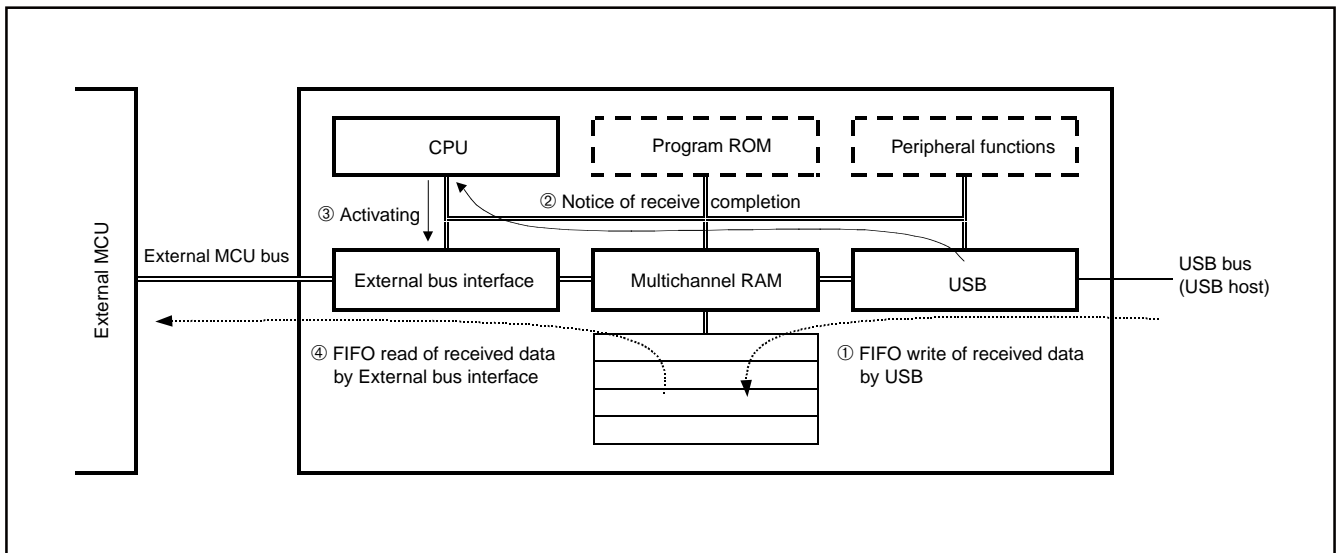 CPU
Program ROM
Peripheral functions
② Notice of receive completion
③ Activating
External MCU
External MCU bus
External bus interface
Multichannel RAM
USB
USB bus
(USB host)
④ FIFO read of received data
by External bus interface
① FIFO write of received data
by USB